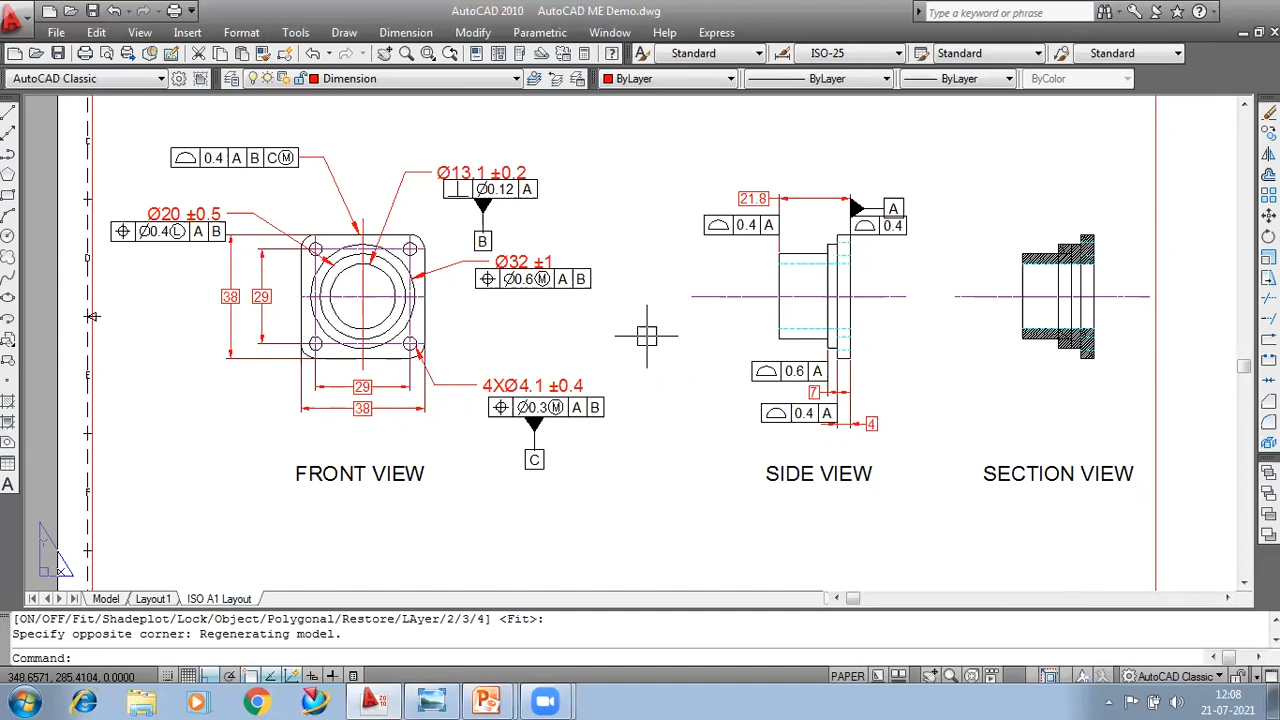 AutoCAD 2010 AutoCAD ME Demo.dwg
Type a keyword or phrase
File Edit View Insert Format Tools Draw Dimension Modify Parametric Window Help Express
Standard ISO-25 Standard Standard
AutoCAD Classic Dimension ByLayer ByLayer ByLayer ByColor
⌓ 0.4 A B CⓂ
Ø13.1 ±0.2
⊥ Ø0.12 A
B
Ø20 ±0.5
⌖ Ø0.4Ⓛ A B
Ø32 ±1
⌖ Ø0.6Ⓜ A B
38
29
29
38
4XØ4.1 ±0.4
⌖ Ø0.3Ⓜ A B
C
FRONT VIEW
21.8
A
⌓ 0.4 A
⌓ 0.4
⌓ 0.6 A
7
⌓ 0.4 A
4
SIDE VIEW
SECTION VIEW
Y
X
Model Layout1 ISO A1 Layout
[ON/OFF/Fit/Shadeplot/Lock/Object/Polygonal/Restore/LAyer/2/3/4] <Fit>:
Specify opposite corner: Regenerating model.
Command:
348.6571, 285.4104, 0.0000
PAPER
AutoCAD Classic
12:08
21-07-2021